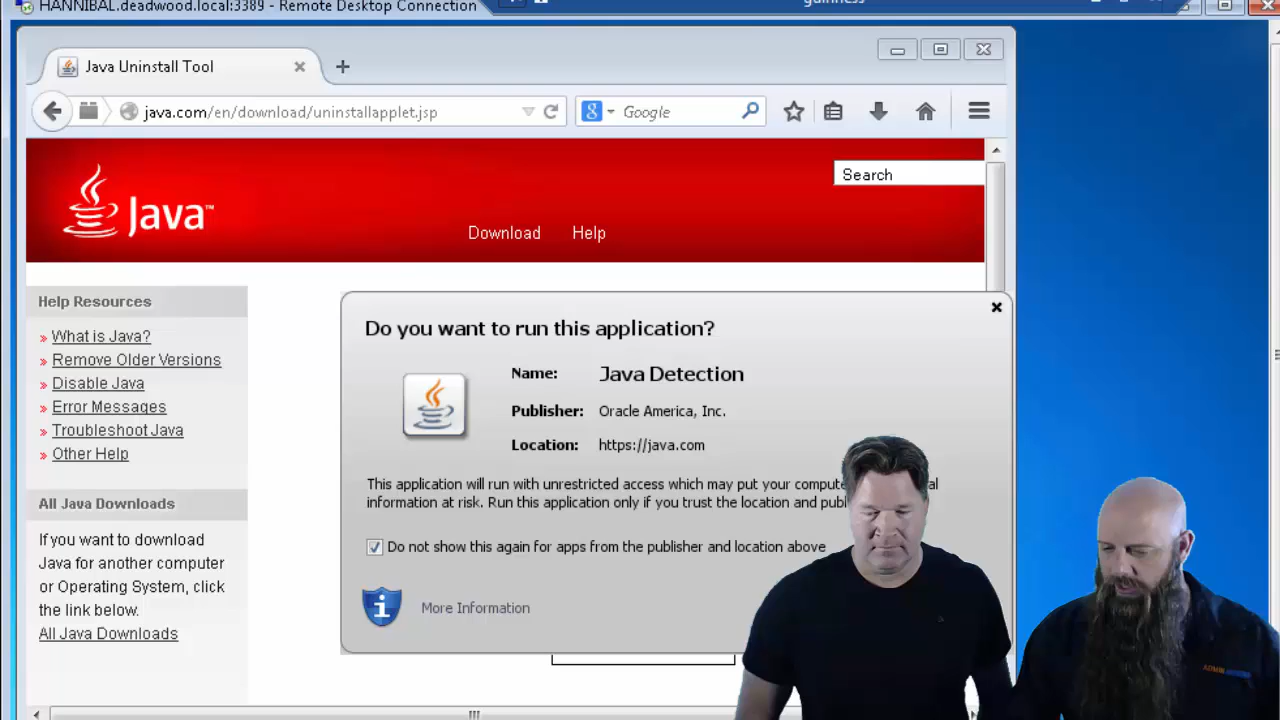 HANNIBAL.deadwood.local:3389 - Remote Desktop Connection
guinness
Java Uninstall Tool
java.com/en/download/uninstallapplet.jsp
Google
Java™
Search
Download Help
Help Resources
» What is Java?
» Remove Older Versions
» Disable Java
» Error Messages
» Troubleshoot Java
» Other Help
All Java Downloads
If you want to download
Java for another computer
or Operating System, click
the link below.
All Java Downloads
Do you want to run this application?
Name: Java Detection
Publisher: Oracle America, Inc.
Location: https://java.com
This application will run with unrestricted access which may put your
information at risk. Run this application only if you trust the location and
Do not show this again for apps from the publisher and location above
More Information